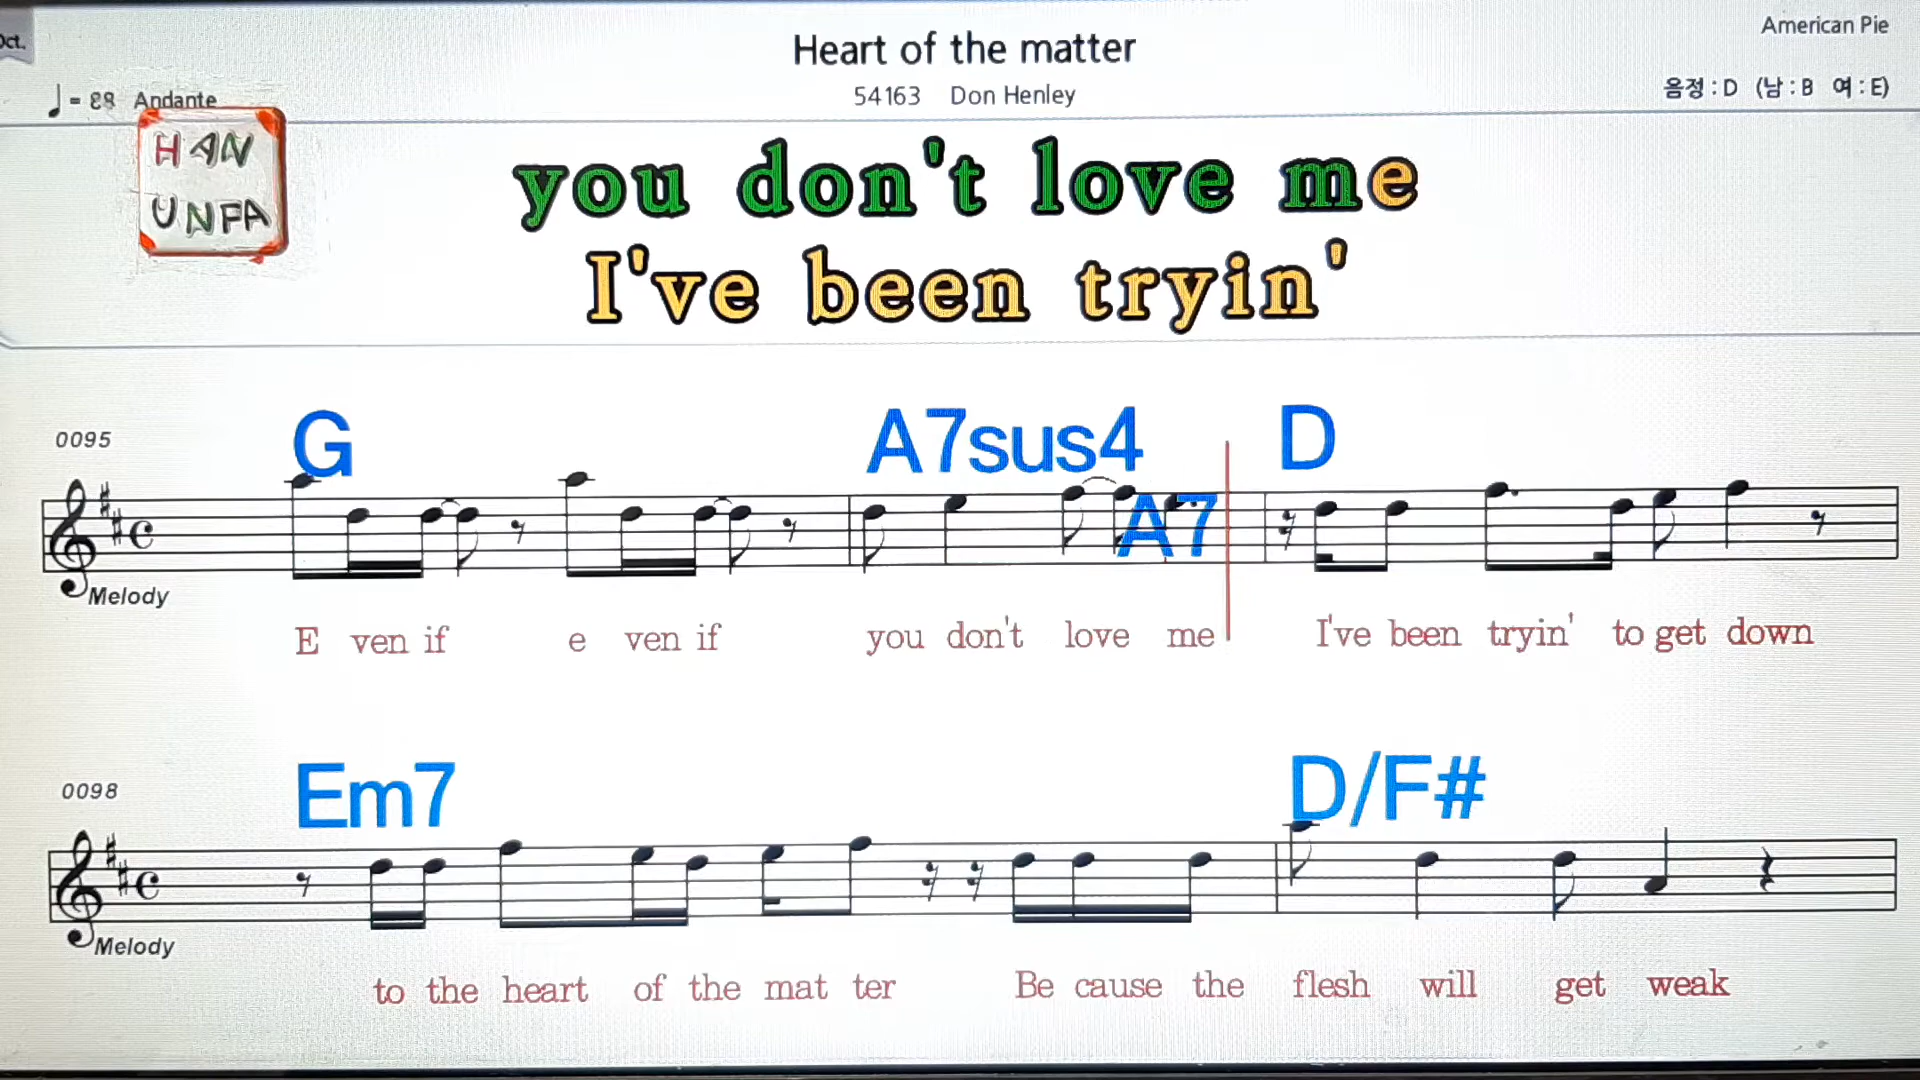 Oct.
American Pie
Heart of the matter
= 88 Andante
54163 Don Henley
음정 : D (남 : B 여 : E)
HAN
UNFA
you don't love me
I've been tryin'
0095
G A7sus4 A7 D
Melody
E ven if e ven if you don't love me I've been tryin' to get down
0098
Em7 D/F#
Melody
to the heart of the mat ter Be cause the flesh will get weak